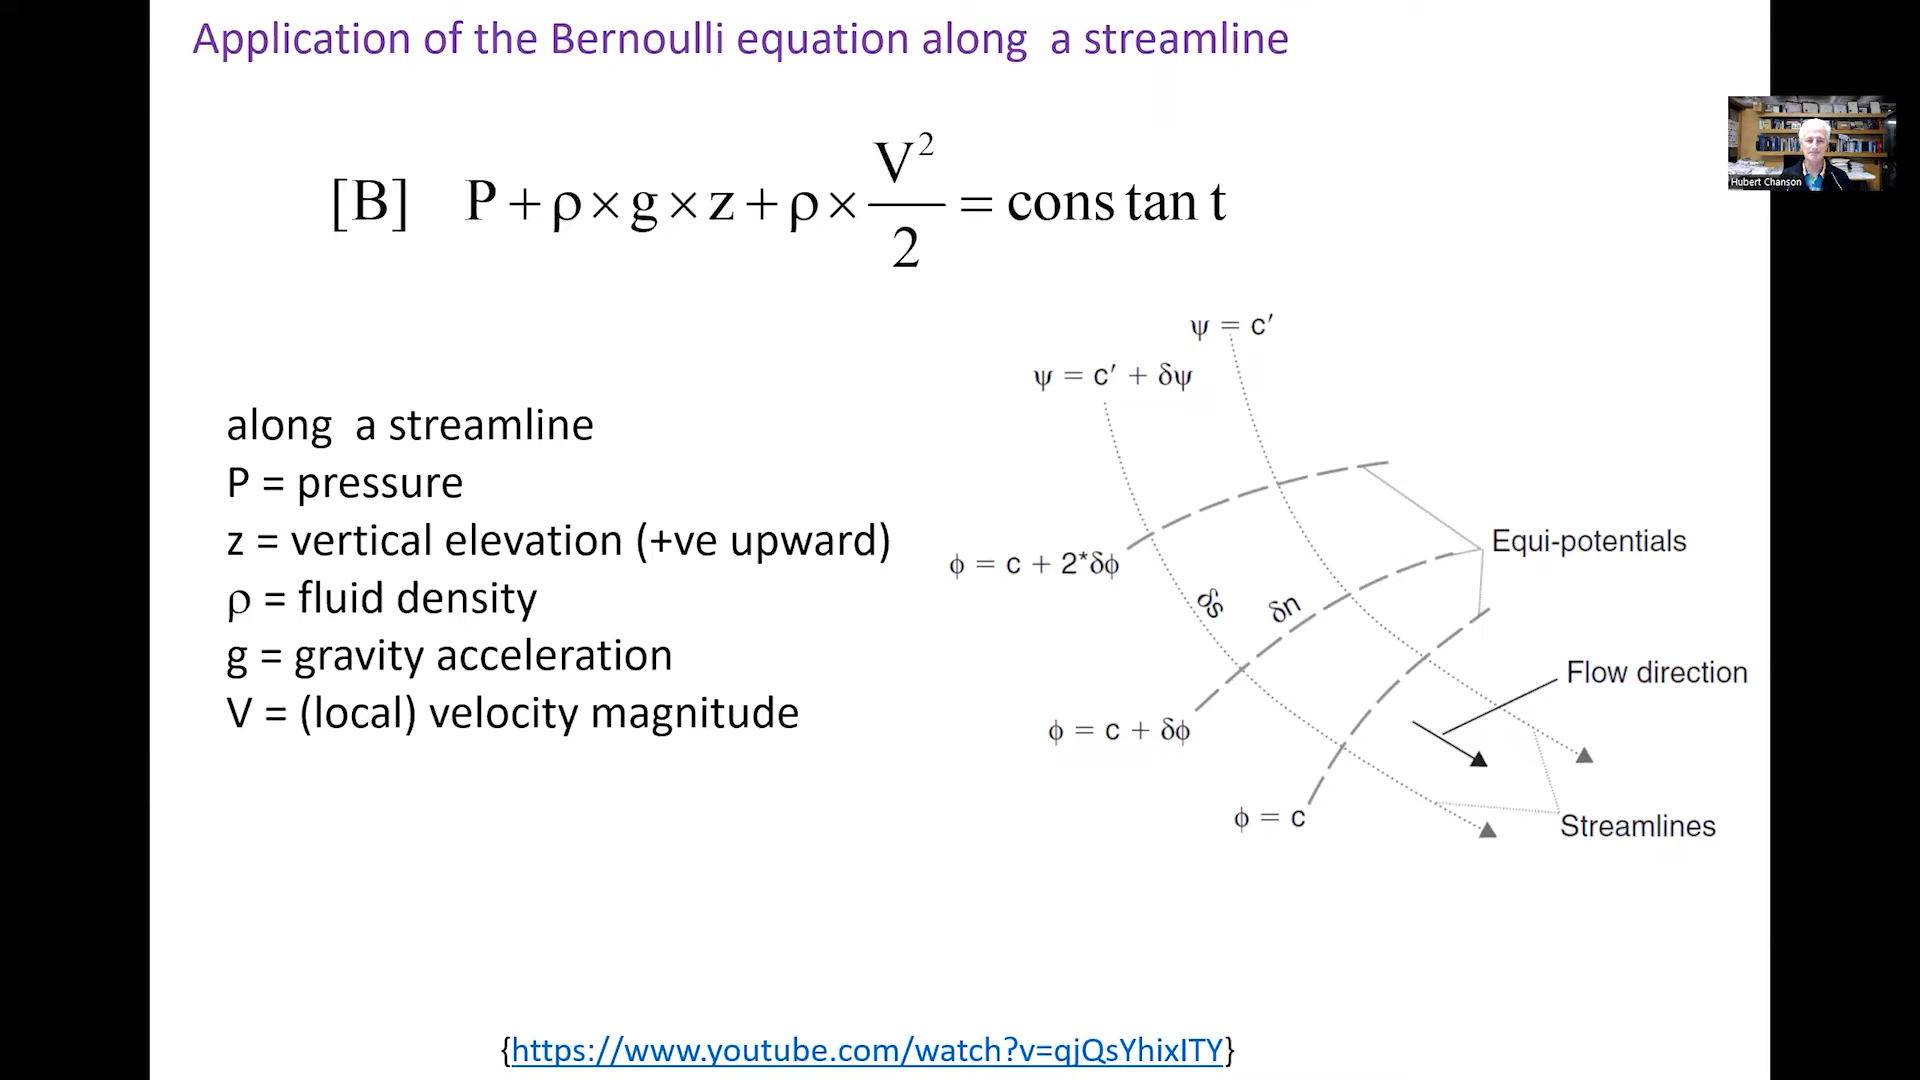 Application of the Bernoulli equation along a streamline
[B] P + ρ × g × z + ρ × V²/2 = cons tan t
Hubert Chanson
along a streamline
P = pressure
z = vertical elevation (+ve upward)
ρ = fluid density
g = gravity acceleration
V = (local) velocity magnitude
ψ = c′
ψ = c′ + δψ
Equi-potentials
ϕ = c + 2*δϕ
δs
δn
Flow direction
ϕ = c + δϕ
ϕ = c
Streamlines
{https://www.youtube.com/watch?v=qjQsYhixITY}